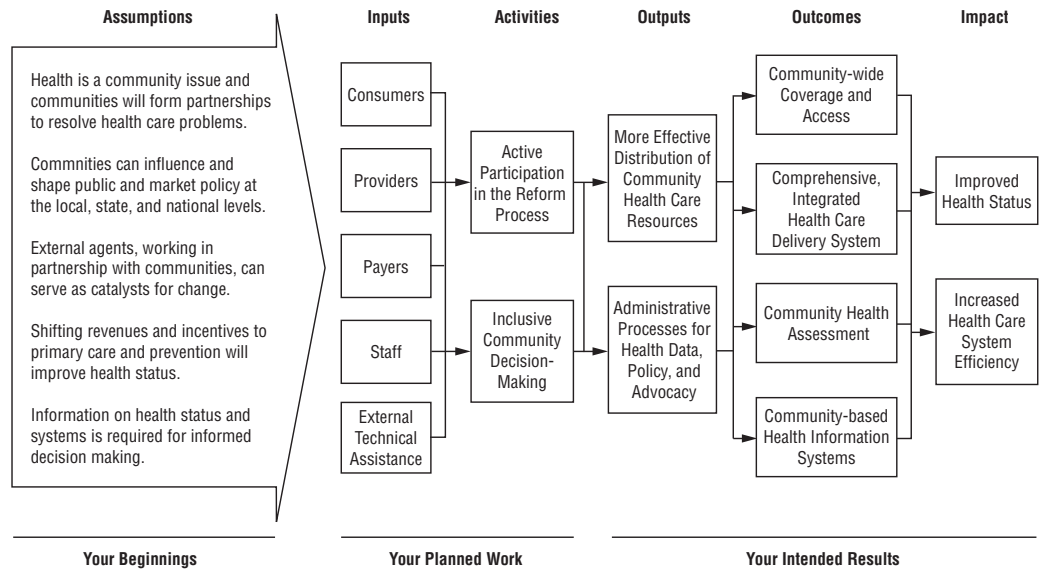 Assumptions
Inputs
Activities
Outputs
Outcomes
Impact
Health is a community issue and
communities will form partnerships
to resolve health care problems.
Commnities can influence and
shape public and market policy at
the local, state, and national levels.
External agents, working in
partnership with communities, can
serve as catalysts for change.
Shifting revenues and incentives to
primary care and prevention will
improve health status.
Information on health status and
systems is required for informed
decision making.
Consumers
Providers
Payers
Staff
External
Technical
Assistance
Active
Participation
in the Reform
Process
Inclusive
Community
Decision-
Making
More Effective
Distribution of
Community
Health Care
Resources
Administrative
Processes for
Health Data,
Policy, and
Advocacy
Community-wide
Coverage and
Access
Comprehensive,
Integrated
Health Care
Delivery System
Community Health
Assessment
Community-based
Health Information
Systems
Improved
Health Status
Increased
Health Care
System
Efficiency
Your Beginnings
Your Planned Work
Your Intended Results